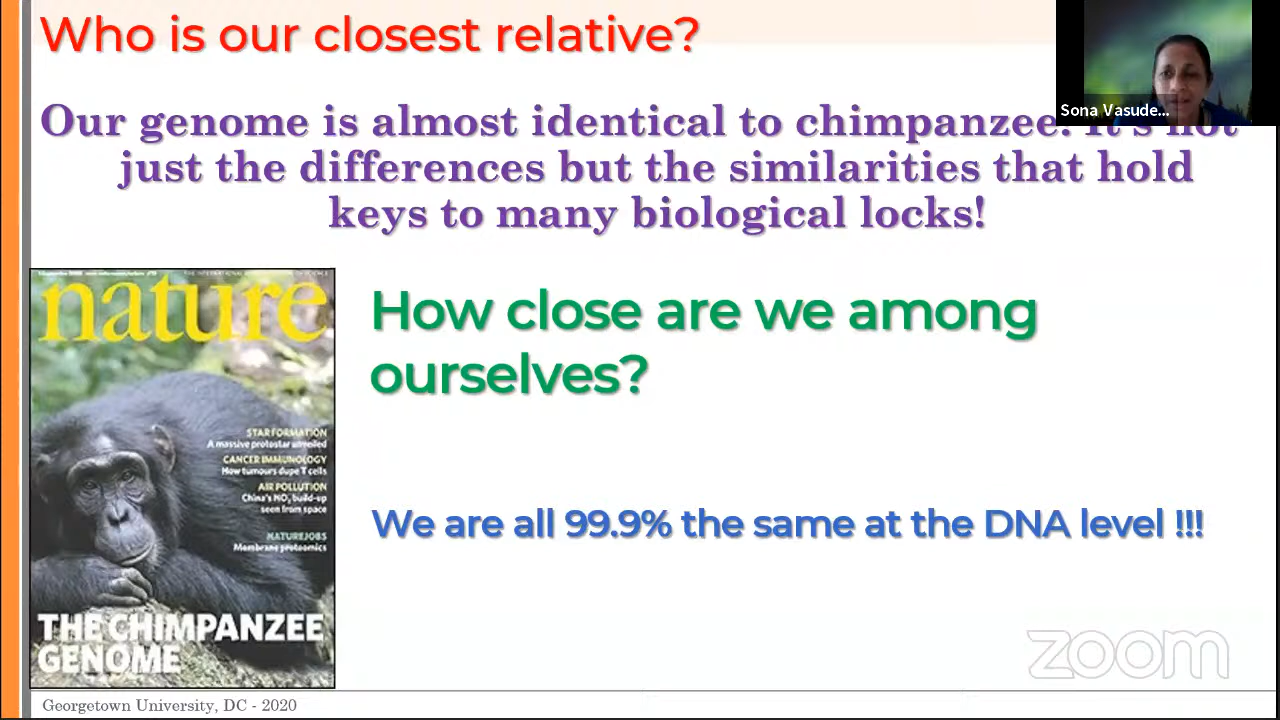 Who is our closest relative?
Sona Vasude...
Our genome is almost identical to chimpanzee! It's not
just the differences but the similarities that hold
keys to many biological locks!
nature
How close are we among
ourselves?
STAR FORMATION
A massive protostar unveiled
CANCER IMMUNOLOGY
How tumours dupe T cells
AIR POLLUTION
China's NO₂ build-up
seen from space
NATUREJOBS
Membrane proteomics
We are all 99.9% the same at the DNA level !!!
THE CHIMPANZEE
GENOME
zoom
Georgetown University, DC - 2020